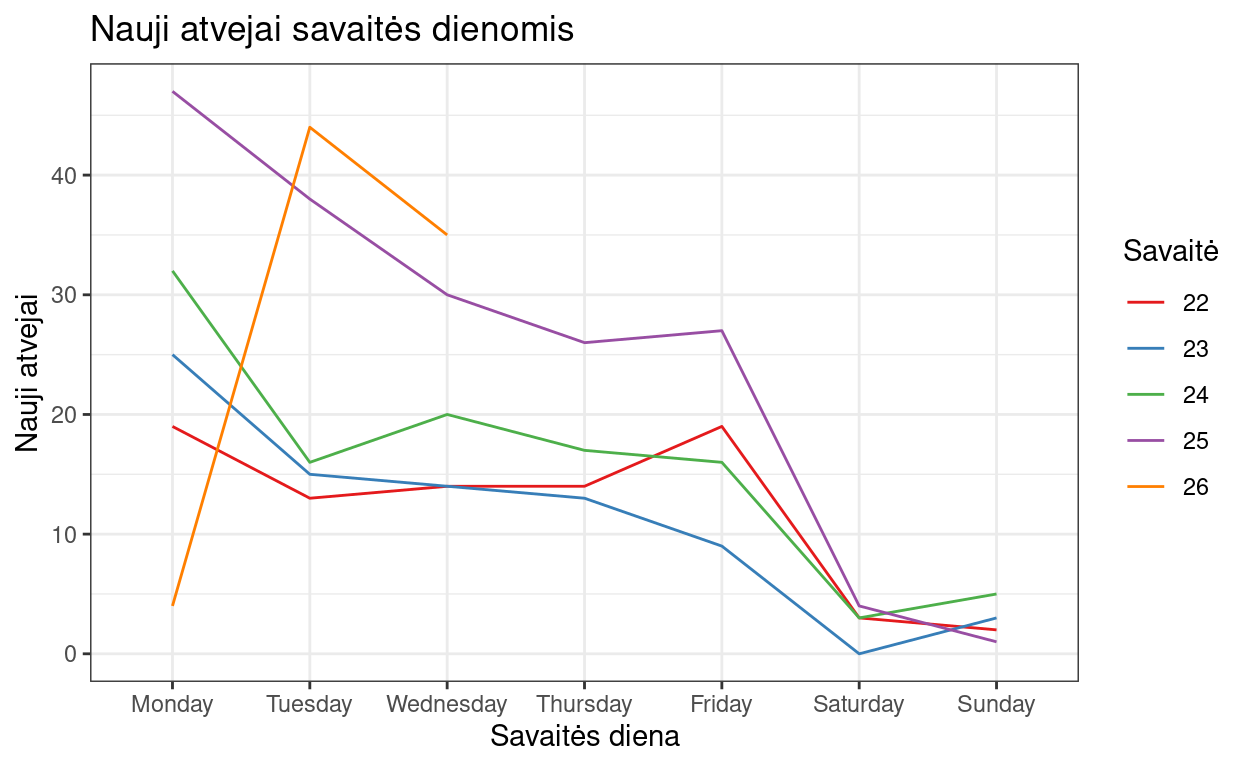 Nauji atvejai savaitės dienomis
Nauji atvejai
40
30
20
10
0
Monday Tuesday Wednesday Thursday Friday Saturday Sunday
Savaitės diena
Savaitė
22
23
24
25
26